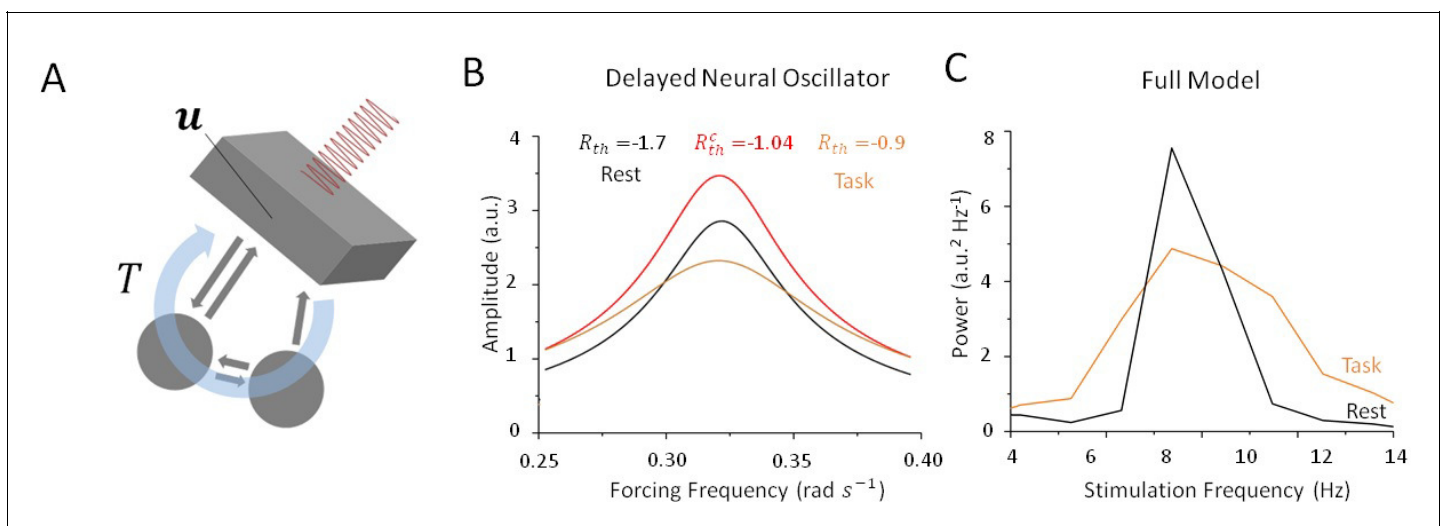 A
u
T
B
Delayed Neural Oscillator
R_th =-1.7
R^c_th =-1.04
R_th =-0.9
Rest
Task
Amplitude (a.u.)
4
3
2
1
0
0.25
0.30
0.35
0.40
Forcing Frequency (rad s⁻¹)
C
Full Model
Power (a.u.² Hz⁻¹)
8
6
4
2
0
Task
Rest
4
6
8
10
12
14
Stimulation Frequency (Hz)